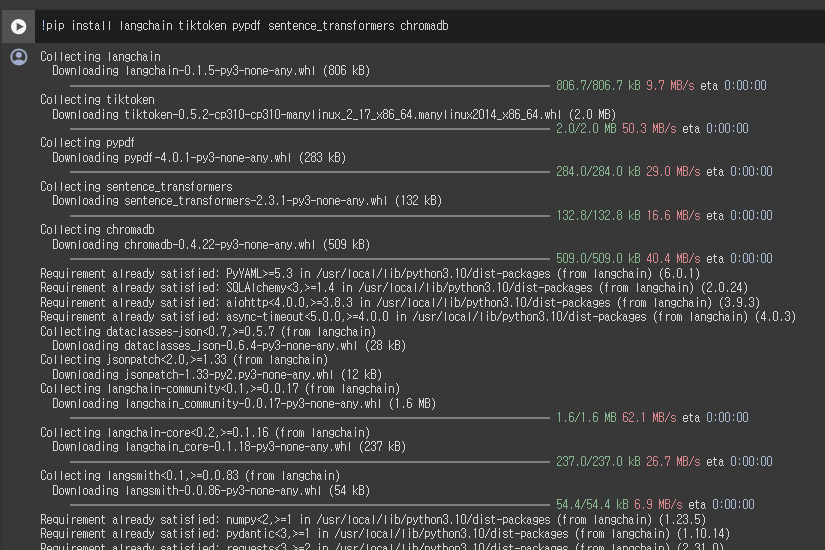 !pip install langchain tiktoken pypdf sentence_transformers chromadb
Collecting langchain
Downloading langchain-0.1.5-py3-none-any.whl (806 kB)
806.7/806.7 kB 9.7 MB/s eta 0:00:00
Collecting tiktoken
Downloading tiktoken-0.5.2-cp310-cp310-manylinux_2_17_x86_64.manylinux2014_x86_64.whl (2.0 MB)
2.0/2.0 MB 50.3 MB/s eta 0:00:00
Collecting pypdf
Downloading pypdf-4.0.1-py3-none-any.whl (283 kB)
284.0/284.0 kB 29.0 MB/s eta 0:00:00
Collecting sentence_transformers
Downloading sentence_transformers-2.3.1-py3-none-any.whl (132 kB)
132.8/132.8 kB 16.6 MB/s eta 0:00:00
Collecting chromadb
Downloading chromadb-0.4.22-py3-none-any.whl (509 kB)
509.0/509.0 kB 40.4 MB/s eta 0:00:00
Requirement already satisfied: PyYAML>=5.3 in /usr/local/lib/python3.10/dist-packages (from langchain) (6.0.1)
Requirement already satisfied: SQLAlchemy<3,>=1.4 in /usr/local/lib/python3.10/dist-packages (from langchain) (2.0.24)
Requirement already satisfied: aiohttp<4.0.0,>=3.8.3 in /usr/local/lib/python3.10/dist-packages (from langchain) (3.9.3)
Requirement already satisfied: async-timeout<5.0.0,>=4.0.0 in /usr/local/lib/python3.10/dist-packages (from langchain) (4.0.3)
Collecting dataclasses-json<0.7,>=0.5.7 (from langchain)
Downloading dataclasses_json-0.6.4-py3-none-any.whl (28 kB)
Collecting jsonpatch<2.0,>=1.33 (from langchain)
Downloading jsonpatch-1.33-py2.py3-none-any.whl (12 kB)
Collecting langchain-community<0.1,>=0.0.17 (from langchain)
Downloading langchain_community-0.0.17-py3-none-any.whl (1.6 MB)
1.6/1.6 MB 62.1 MB/s eta 0:00:00
Collecting langchain-core<0.2,>=0.1.16 (from langchain)
Downloading langchain_core-0.1.18-py3-none-any.whl (237 kB)
237.0/237.0 kB 26.7 MB/s eta 0:00:00
Collecting langsmith<0.1,>=0.0.83 (from langchain)
Downloading langsmith-0.0.86-py3-none-any.whl (54 kB)
54.4/54.4 kB 6.9 MB/s eta 0:00:00
Requirement already satisfied: numpy<2,>=1 in /usr/local/lib/python3.10/dist-packages (from langchain) (1.23.5)
Requirement already satisfied: pydantic<3,>=1 in /usr/local/lib/python3.10/dist-packages (from langchain) (1.10.14)
Requirement already satisfied: requests<3,>=2 in /usr/local/lib/python3.10/dist-packages (from langchain) (2.31.0)